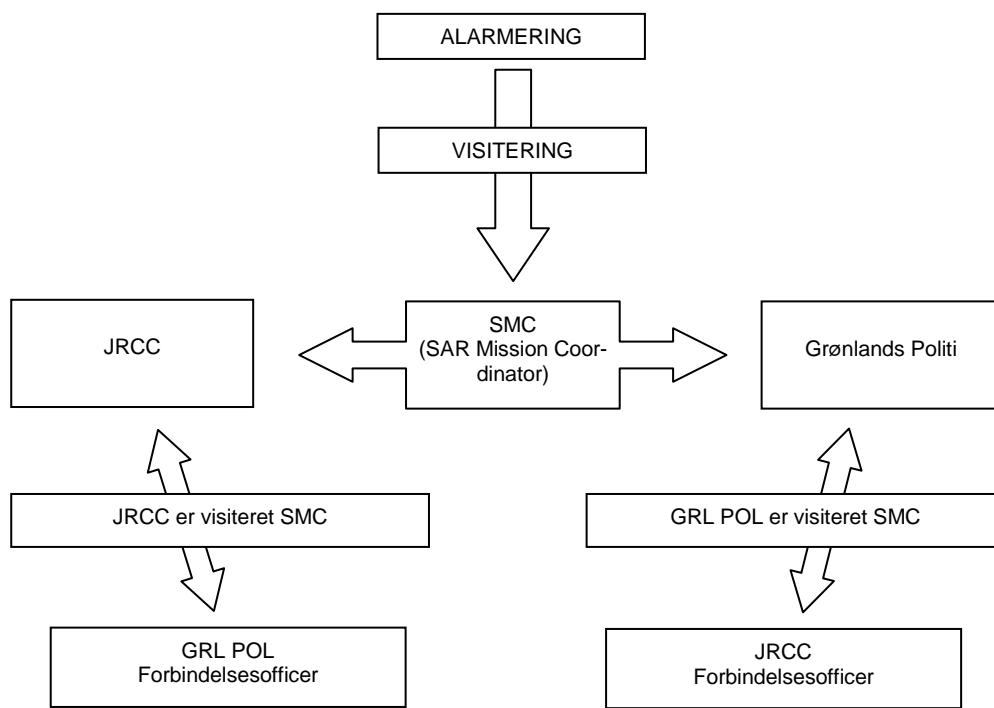 ALARMERING
VISITERING
JRCC
SMC
(SAR Mission Coor-
dinator)
Grønlands Politi
JRCC er visiteret SMC
GRL POL er visiteret SMC
GRL POL
Forbindelsesofficer
JRCC
Forbindelsesofficer